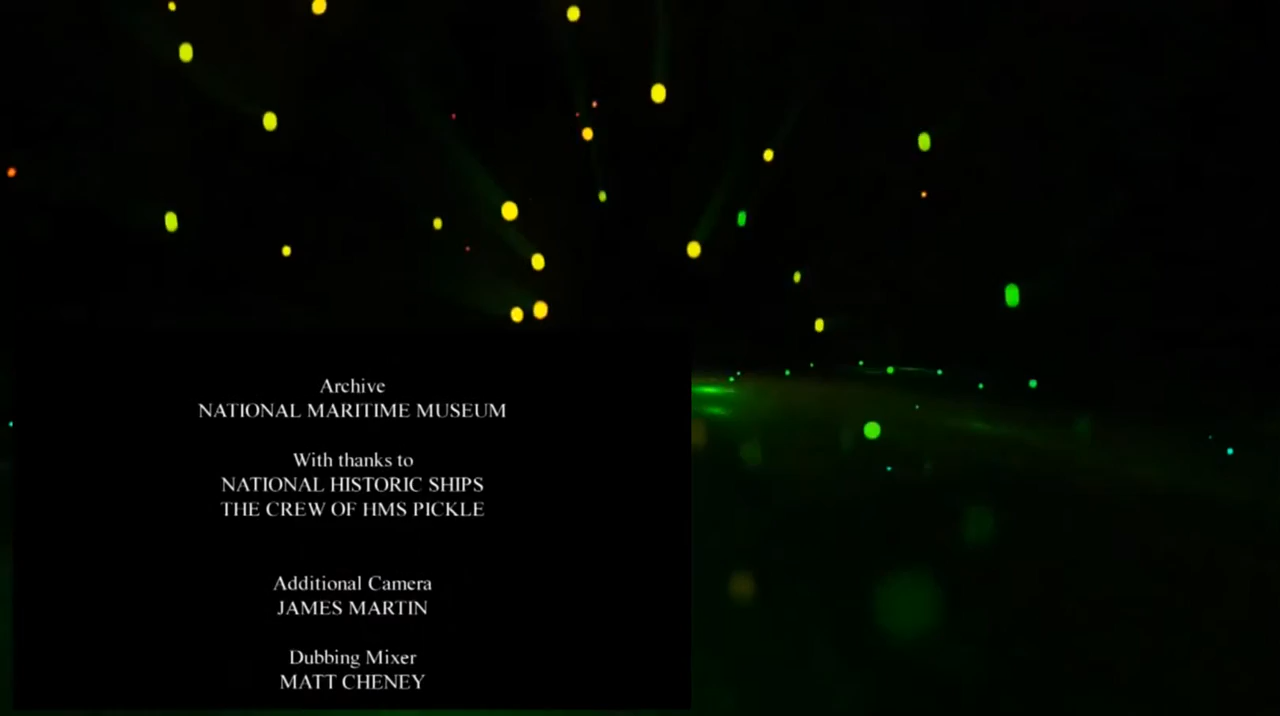 Archive
NATIONAL MARITIME MUSEUM
With thanks to
NATIONAL HISTORIC SHIPS
THE CREW OF HMS PICKLE
Additional Camera
JAMES MARTIN
Dubbing Mixer
MATT CHENEY